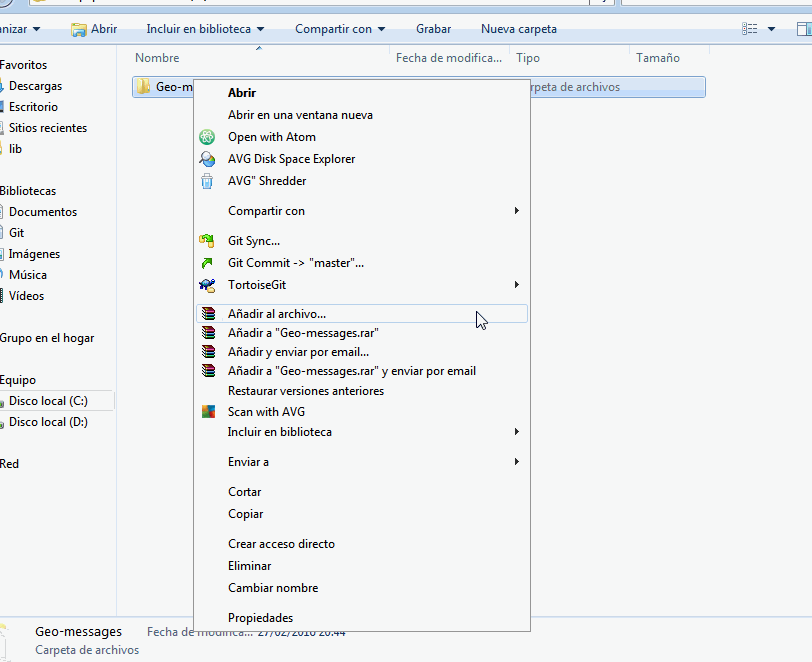 nizar Abrir Incluir en biblioteca Compartir con Grabar Nueva carpeta
Nombre Fecha de modifica... Tipo Tamaño
Favoritos
Descargas
Escritorio
Sitios recientes
lib
Bibliotecas
Documentos
Git
Imágenes
Música
Vídeos
Grupo en el hogar
Equipo
Disco local (C:)
Disco local (D:)
Red
Geo-m rpeta de archivos
Abrir
Abrir en una ventana nueva
Open with Atom
AVG Disk Space Explorer
AVG" Shredder
Compartir con
Git Sync...
Git Commit -> "master"...
TortoiseGit
Añadir al archivo...
Añadir a "Geo-messages.rar"
Añadir y enviar por email...
Añadir a "Geo-messages.rar" y enviar por email
Restaurar versiones anteriores
Scan with AVG
Incluir en biblioteca
Enviar a
Cortar
Copiar
Crear acceso directo
Eliminar
Cambiar nombre
Propiedades
Geo-messages Fecha de modifica... 27/02/2016 20:44
Carpeta de archivos